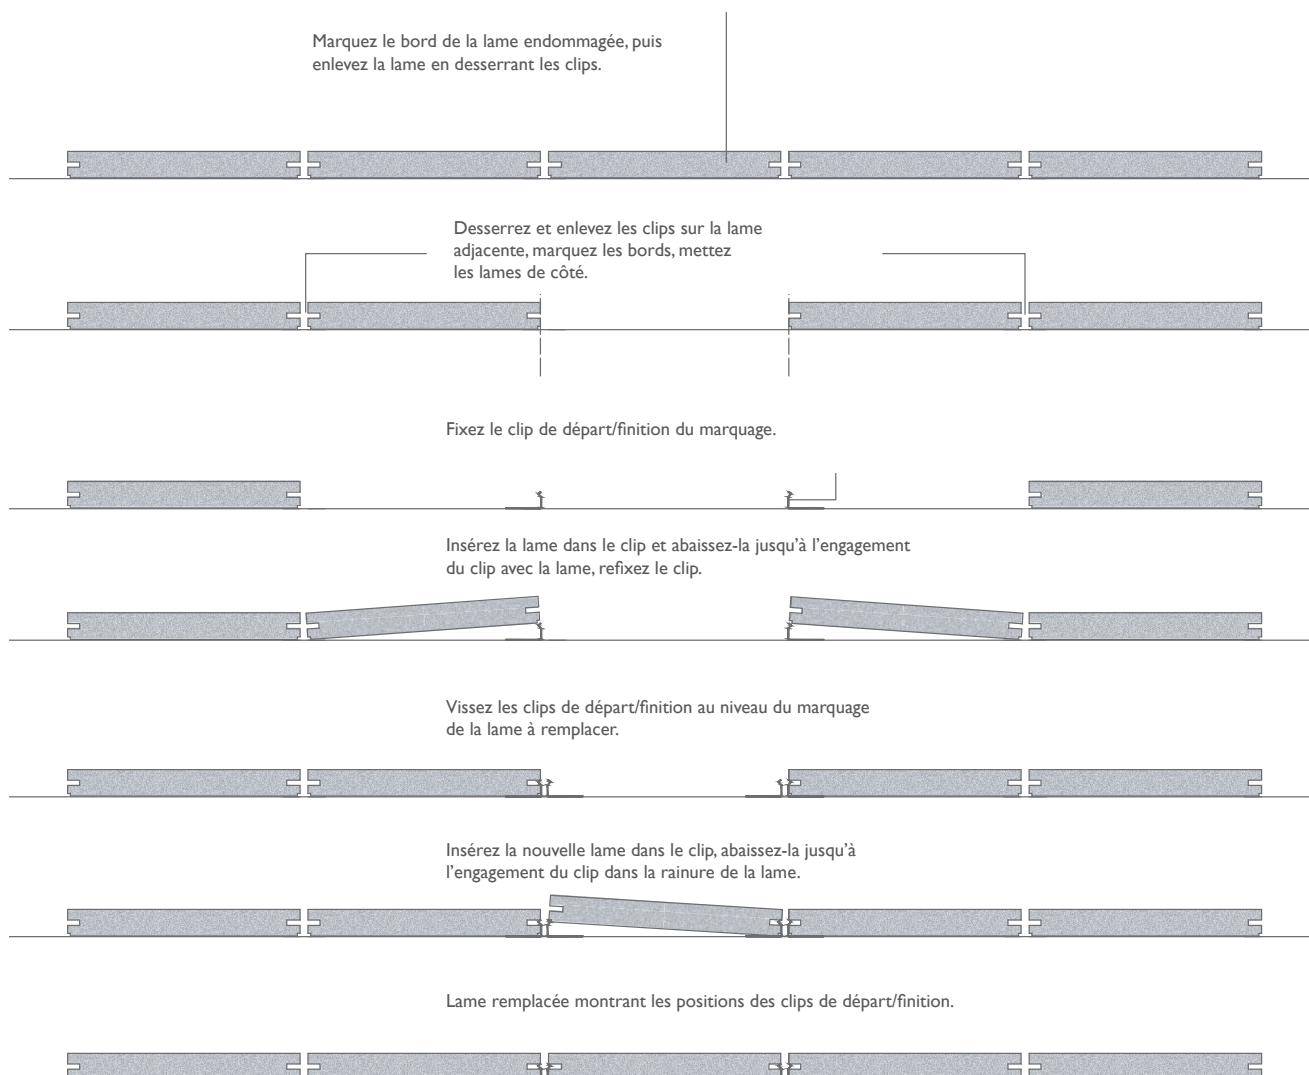 Marquez le bord de la lame endommagée, puis
enlevez la lame en desserrant les clips.
Desserrez et enlevez les clips sur la lame
adjacente, marquez les bords, mettez
les lames de côté.
Fixez le clip de départ/finition du marquage.
Insérez la lame dans le clip et abaissez-la jusqu'à l'engagement
du clip avec la lame, refixez le clip.
Vissez les clips de départ/finition au niveau du marquage
de la lame à remplacer.
Insérez la nouvelle lame dans le clip, abaissez-la jusqu'à
l'engagement du clip dans la rainure de la lame.
Lame remplacée montrant les positions des clips de départ/finition.